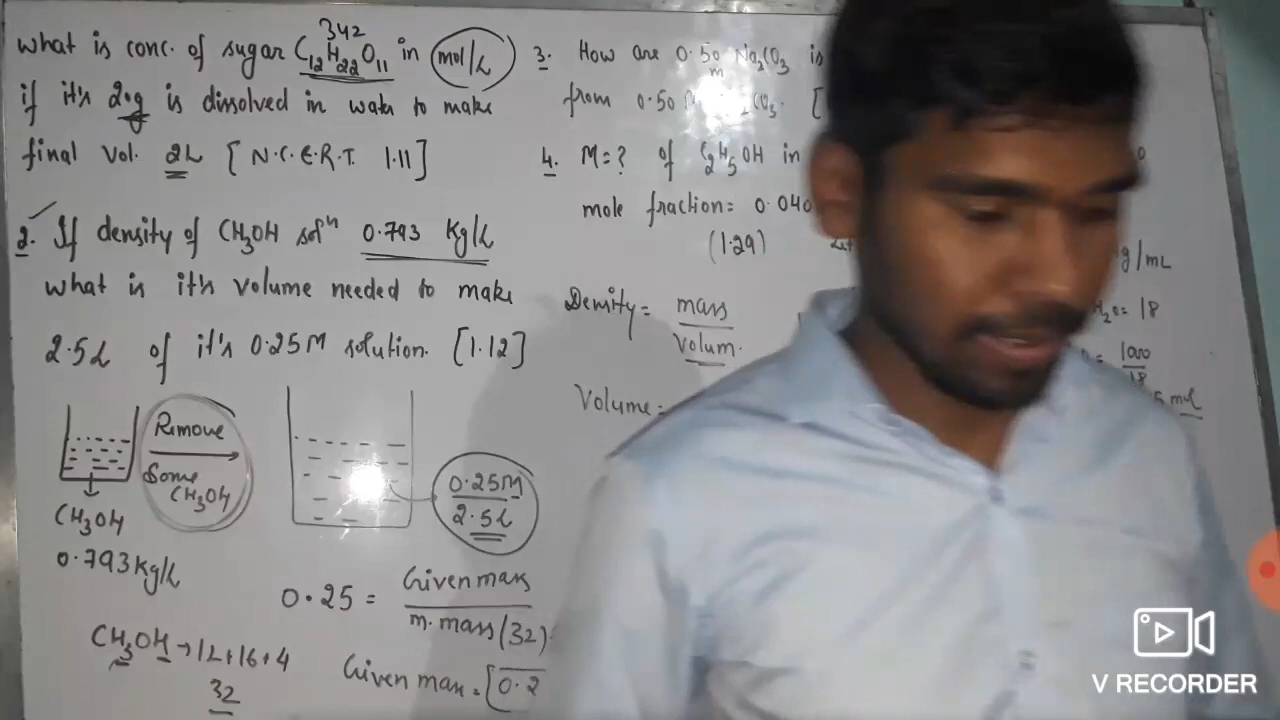 What is conc. of sugar C12H22O11 in mol/L
342
if it's 20g is dissolved in water to make
final vol. 2L [N.C.E.R.T. 1.11]
2. If density of CH3OH solⁿ 0.793 Kg/L
what is it's volume needed to make
2.5L of it's 0.25M solution. [1.12]
Remove
Some
CH3OH
CH3OH
0.793kg/L
0.25M
2.5L
0.25 = Given mass
m. mass (32)
CH3OH → 12+16+4
32
Given mass = [0.2
3. How are 0.50 Na2CO3 is
m
from 0.50 CO3. [
4. M=? of C2H5OH in
mole fraction= 0.040
(1.29)
Density= mass
Volum.
Volume=
g/mL
= 18
1000
18
mol
V RECORDER